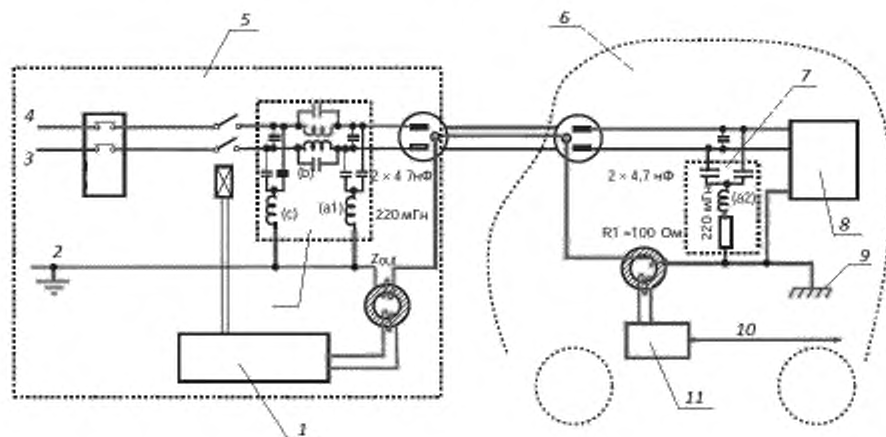 5
6
7
4
3
(b)
2 × 4 7нФ
2 × 4,7 нФ
(c)
(a1)
220 мГн
220 мГн
(a2)
8
2
Zout
R1 =100 Ом
9
10
11
1